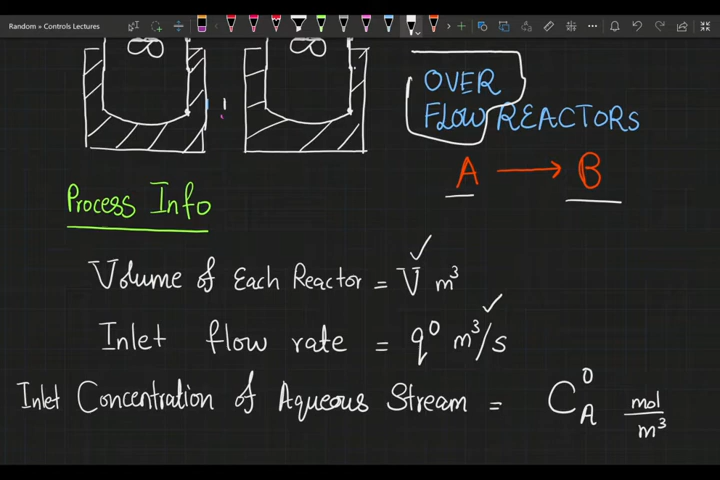 Random » Controls Lectures
∞ ∞
OVER
FLOW REACTORS
A → B
Process Info
Volume of Each Reactor = V m³
Inlet flow rate = q⁰ m³/s
Inlet Concentration of Aqueous Stream = C_A⁰ mol/m³